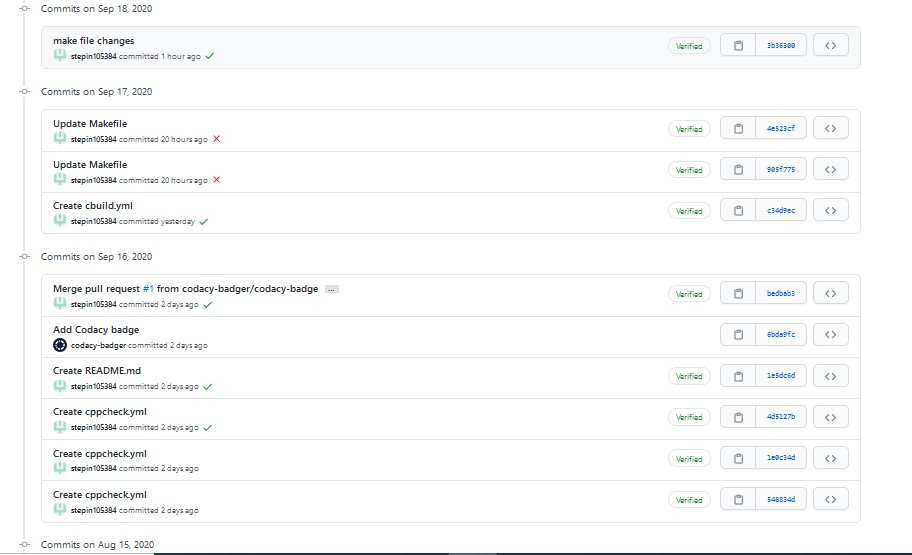 Commits on Sep 18, 2020
make file changes
stepin105384 committed 1 hour ago
Verified
3b36300
Commits on Sep 17, 2020
Update Makefile
stepin105384 committed 20 hours ago
Verified
4e523cf
Update Makefile
stepin105384 committed 20 hours ago
Verified
905f775
Create cbuild.yml
stepin105384 committed yesterday
Verified
c34d9ec
Commits on Sep 16, 2020
Merge pull request #1 from codacy-badger/codacy-badge ...
stepin105384 committed 2 days ago
Verified
bedbab3
Add Codacy badge
codacy-badger committed 2 days ago
6bda9fc
Create README.md
stepin105384 committed 2 days ago
Verified
1e5dc6d
Create cppcheck.yml
stepin105384 committed 2 days ago
Verified
4d5127b
Create cppcheck.yml
stepin105384 committed 2 days ago
Verified
1e0c34d
Create cppcheck.yml
stepin105384 committed 2 days ago
Verified
546834d
Commits on Aug 15, 2020